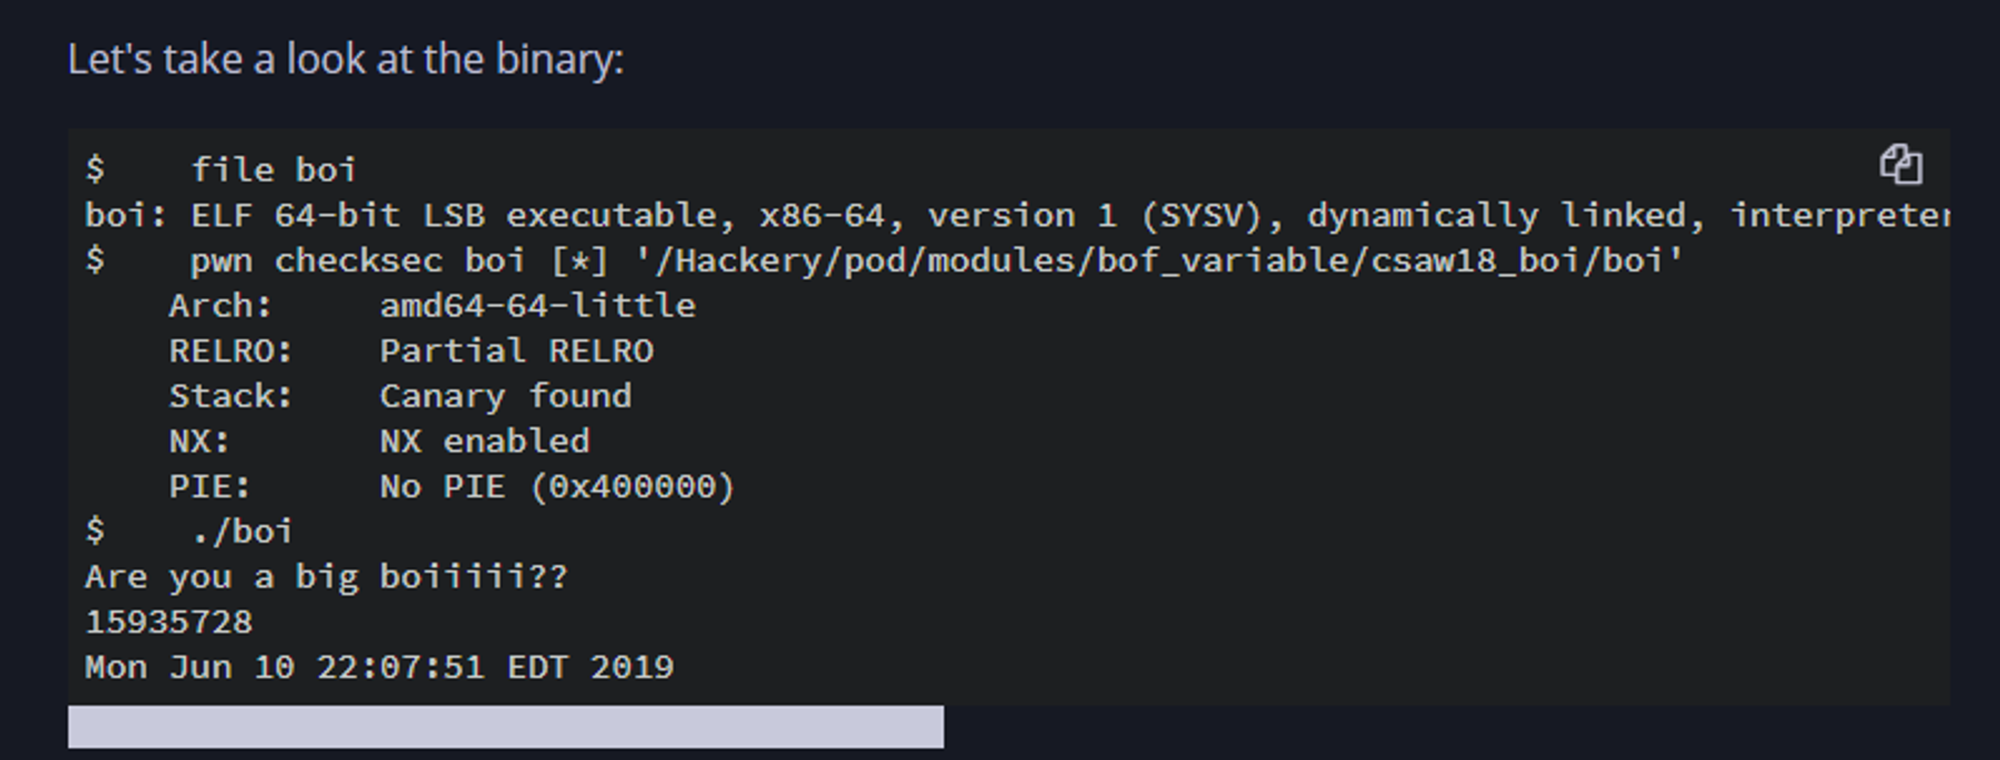 Let's take a look at the binary:
$    file boi
boi: ELF 64-bit LSB executable, x86-64, version 1 (SYSV), dynamically linked, interpreter
$    pwn checksec boi [*] '/Hackery/pod/modules/bof_variable/csaw18_boi/boi'
    Arch:     amd64-64-little
    RELRO:    Partial RELRO
    Stack:    Canary found
    NX:       NX enabled
    PIE:      No PIE (0x400000)
$    ./boi
Are you a big boiiiii??
15935728
Mon Jun 10 22:07:51 EDT 2019